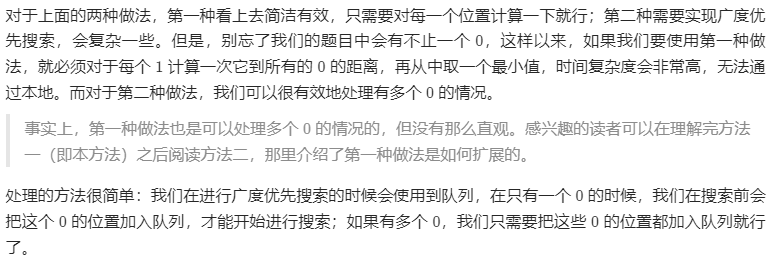 对于上面的两种做法，第一种看上去简洁有效，只需要对每一个位置计算一下就行；第二种需要实现广度优
先搜索，会复杂一些。但是，别忘了我们的题目中会有不止一个 0，这样以来，如果我们要使用第一种做
法，就必须对于每个 1 计算一次它到所有的 0 的距离，再从中取一个最小值，时间复杂度会非常高，无法通
过本地。而对于第二种做法，我们可以很有效地处理有多个 0 的情况。
事实上，第一种做法也是可以处理多个 0 的情况的，但没有那么直观。感兴趣的读者可以在理解完方法
一（即本方法）之后阅读方法二，那里介绍了第一种做法是如何扩展的。
处理的方法很简单：我们在进行广度优先搜索的时候会使用到队列，在只有一个 0 的时候，我们在搜索前会
把这个 0 的位置加入队列，才能开始进行搜索；如果有多个 0，我们只需要把这些 0 的位置都加入队列就行
了。